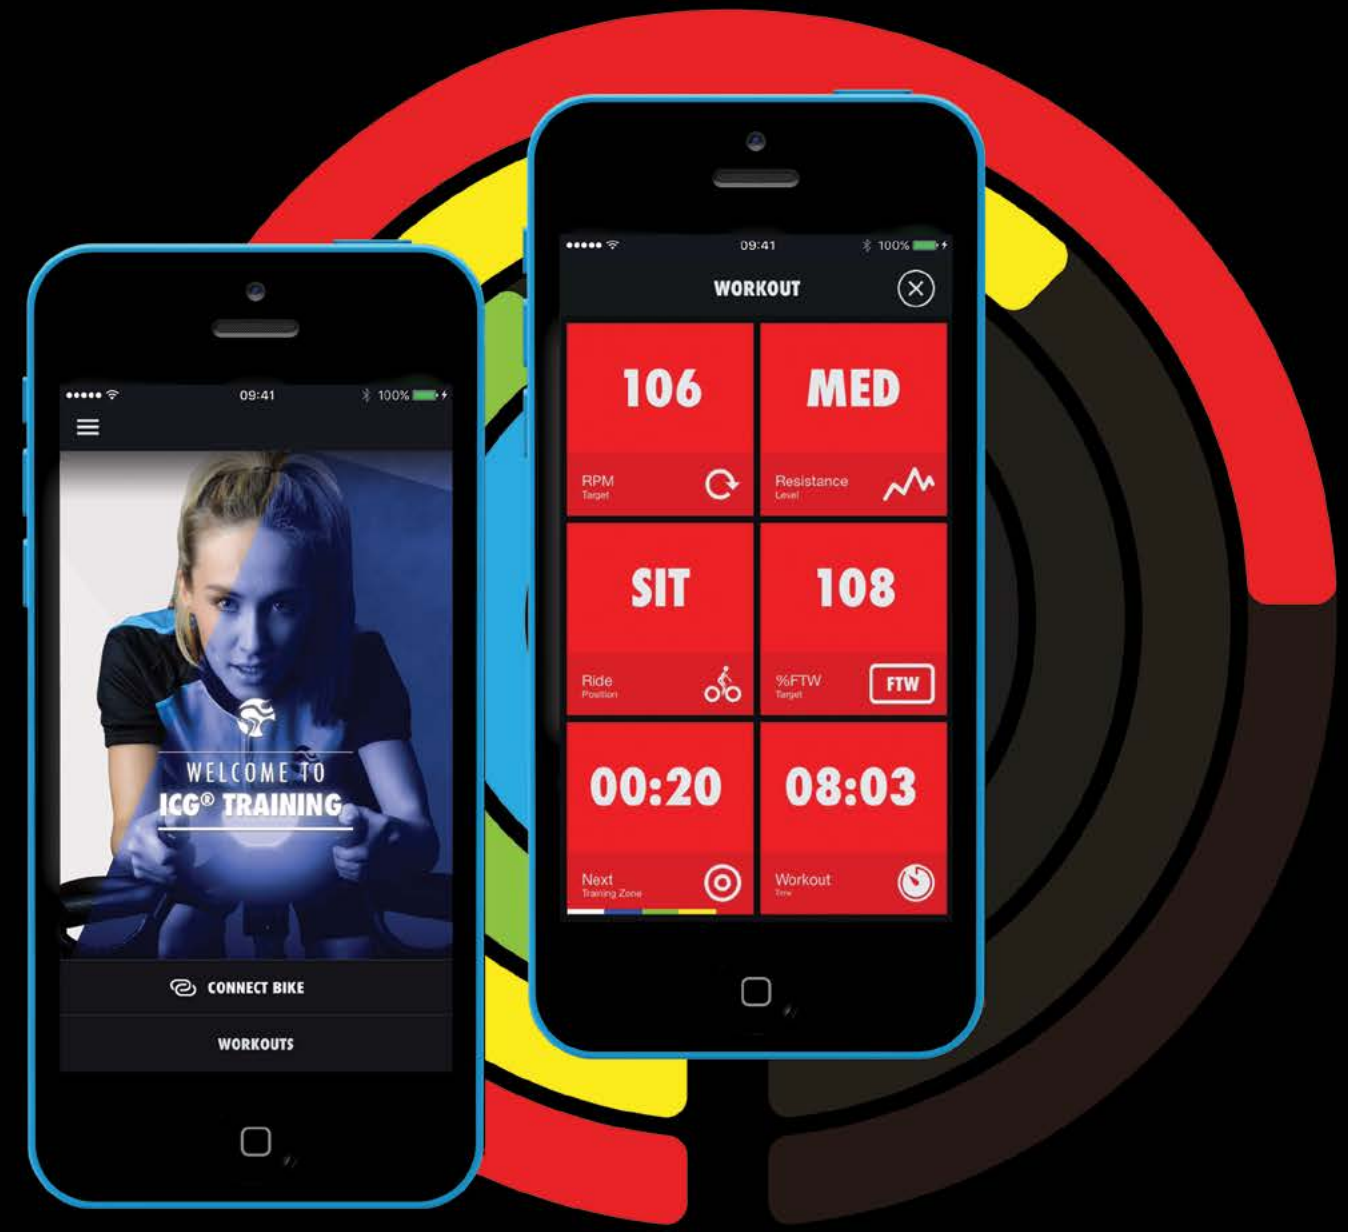 09:41
100%
WELCOME TO
ICG® TRAINING
CONNECT BIKE
WORKOUTS
09:41
100%
WORKOUT
106
RPM
Target
MED
Resistance
Level
SIT
Ride
Position
108
%FTW
Target
FTW
00:20
Next
Training Zone
08:03
Workout
Time